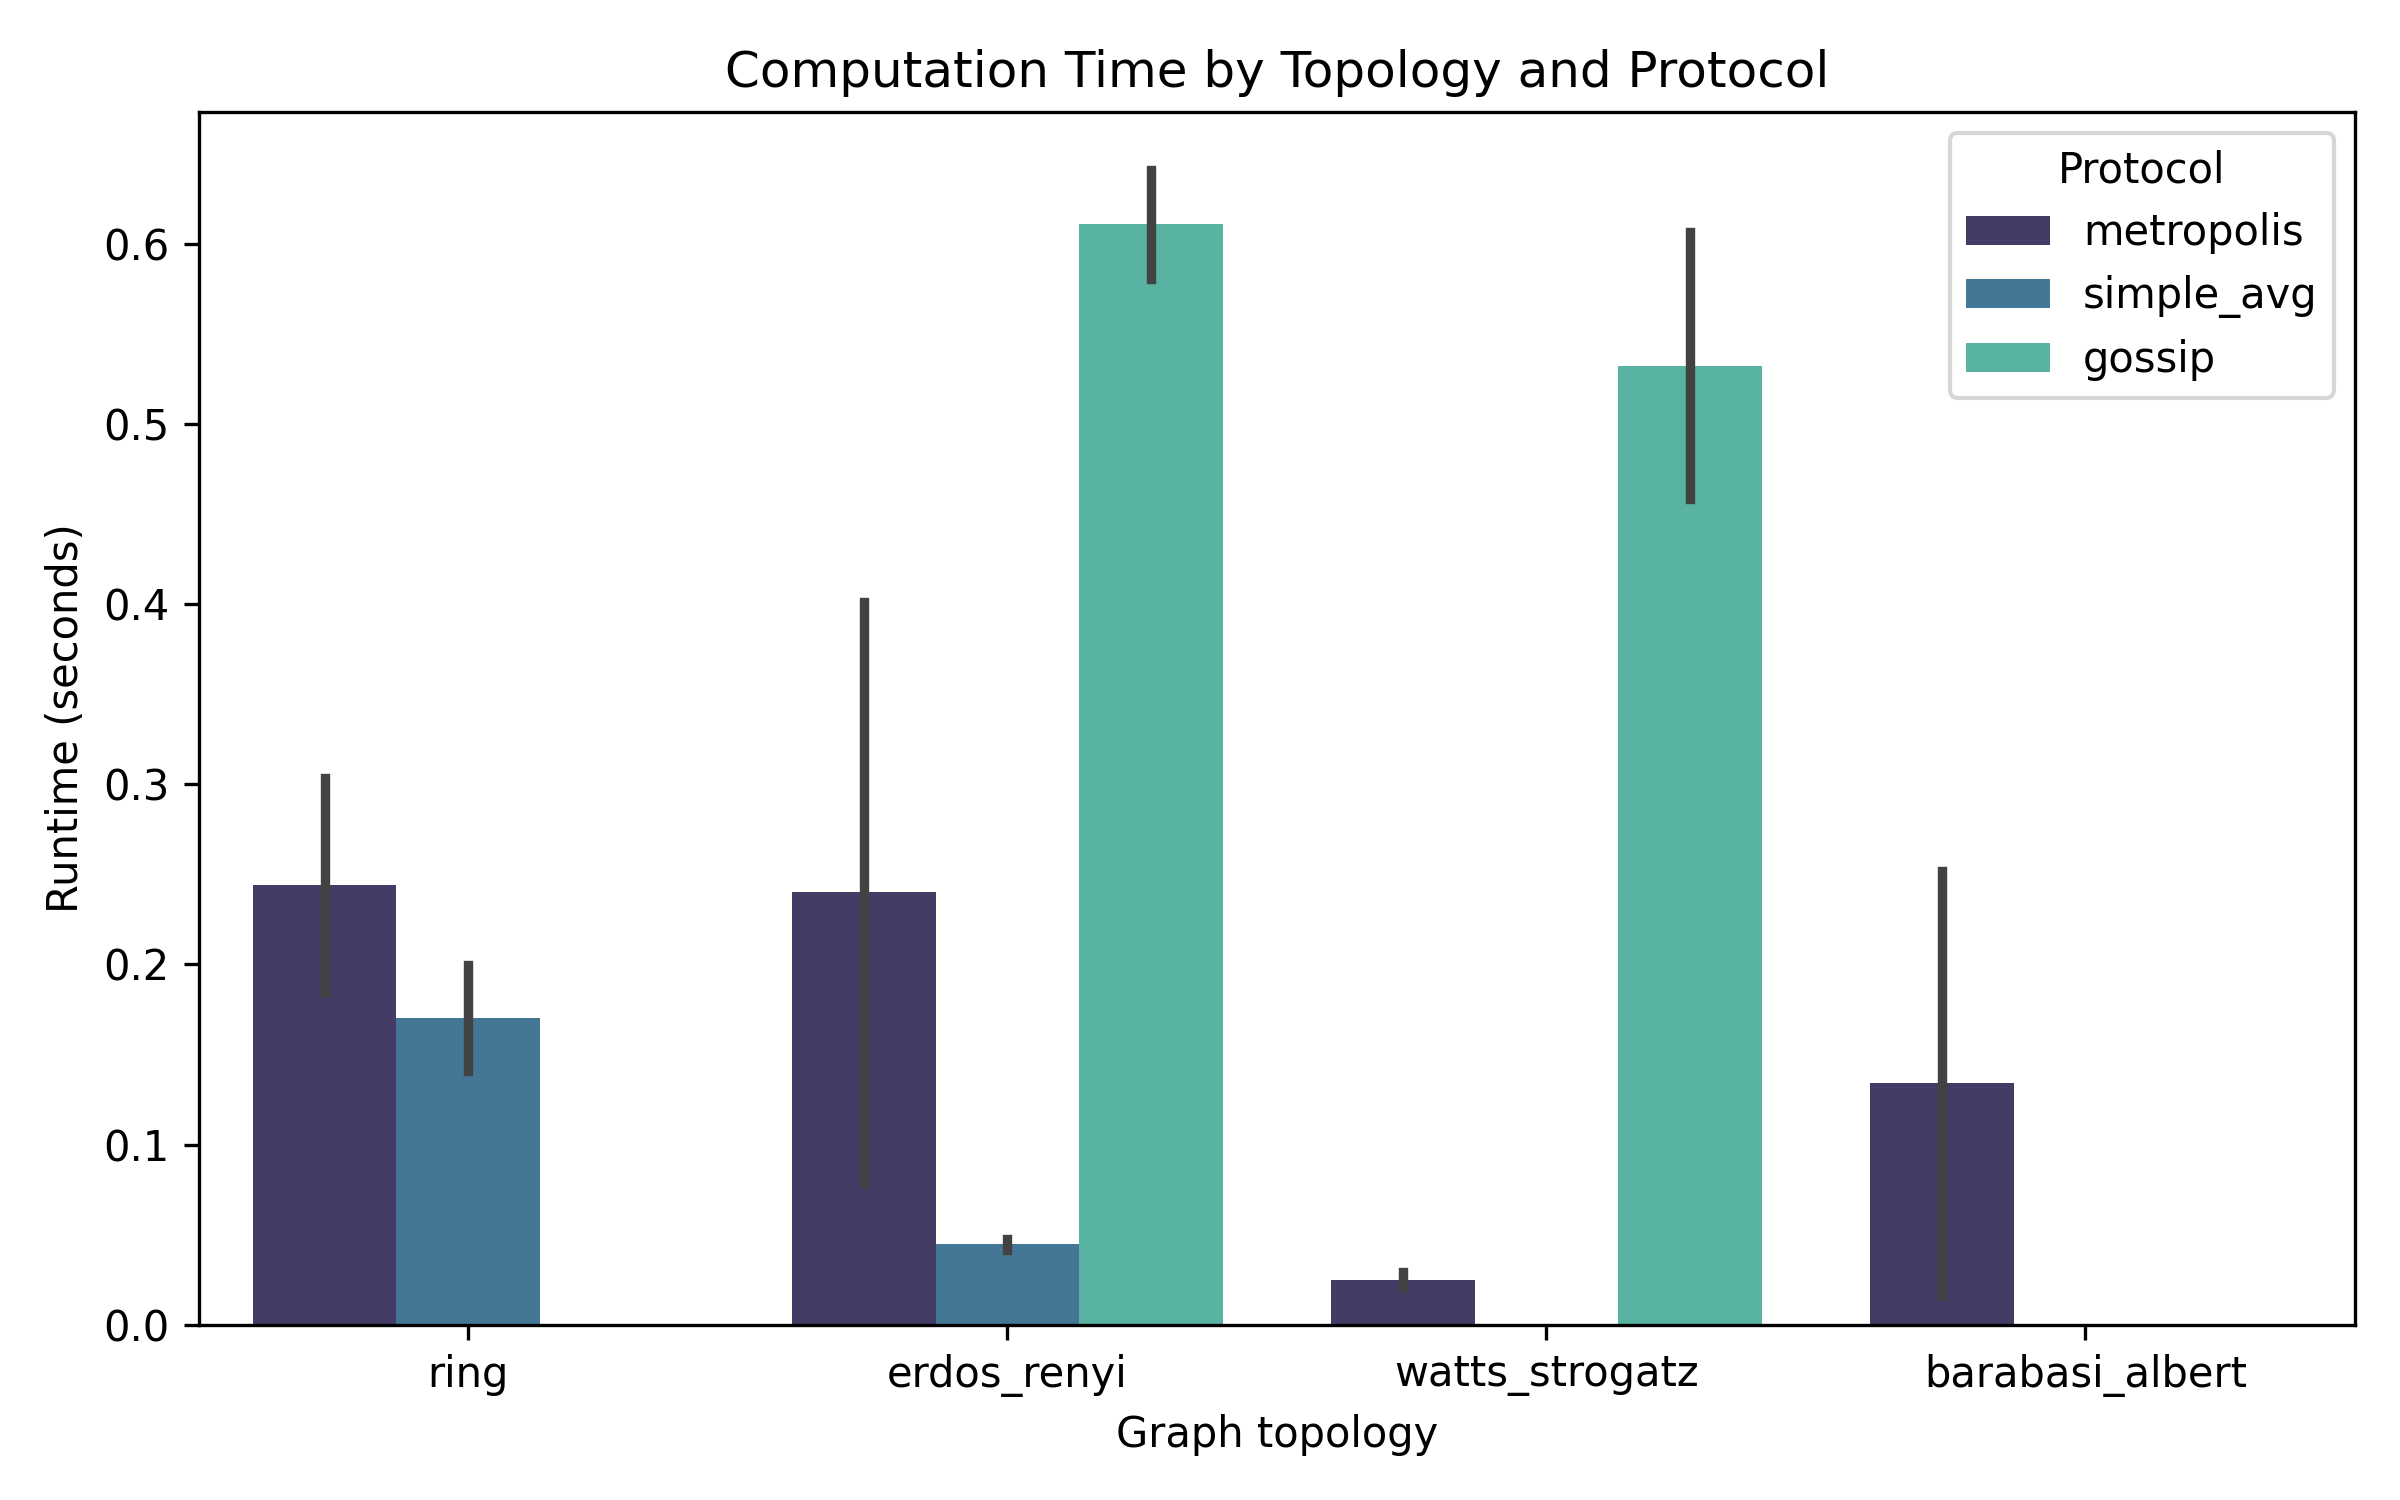 Computation Time by Topology and Protocol
Protocol
metropolis
simple_avg
gossip
Runtime (seconds)
0.6
0.5
0.4
0.3
0.2
0.1
0.0
ring
erdos_renyi
watts_strogatz
barabasi_albert
Graph topology